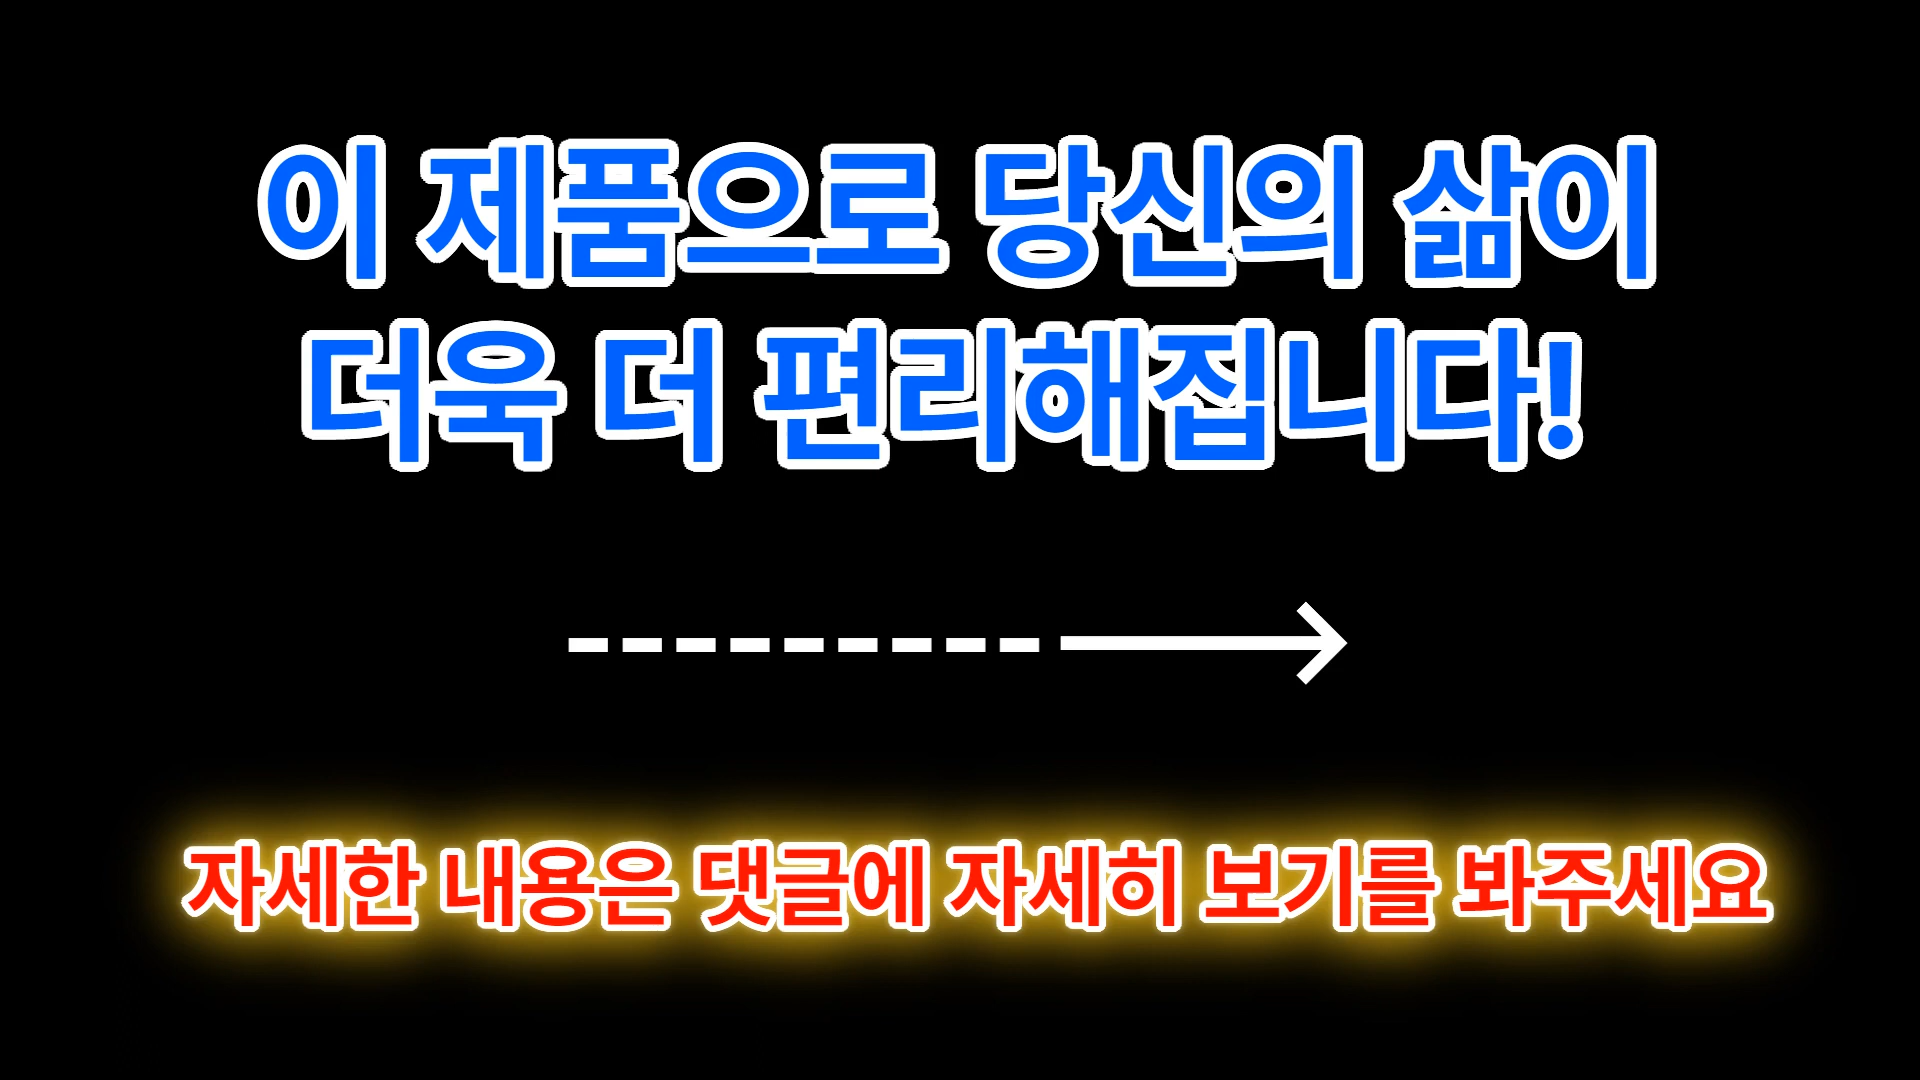 이 제품으로 당신의 삶이
더욱 더 편리해집니다!
자세한 내용은 댓글에 자세히 보기를 봐주세요